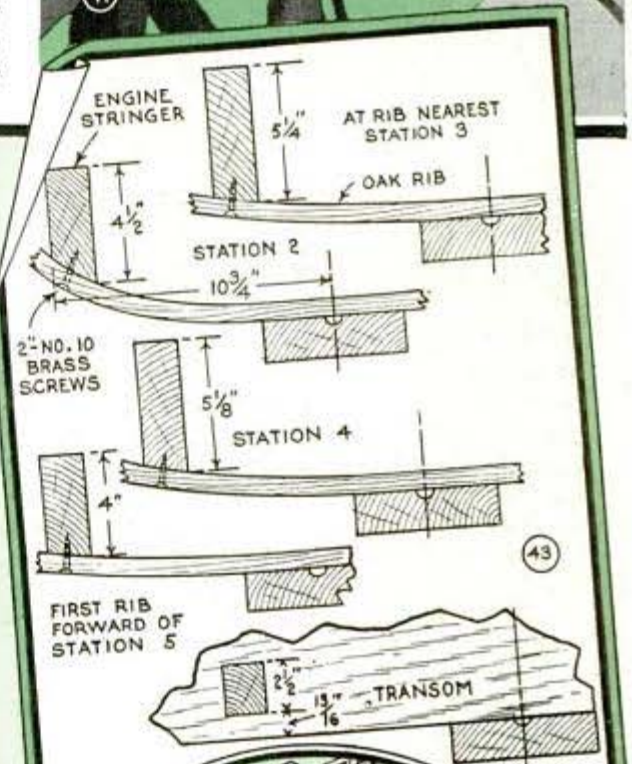 ENGINE
STRINGER
5¼"
AT RIB NEAREST
STATION 3
OAK RIB
4½"
STATION 2
10¾"
2"-NO. 10
BRASS
SCREWS
5⅛"
STATION 4
4"
43
FIRST RIB
FORWARD OF
STATION 5
2½"
13/16"
TRANSOM